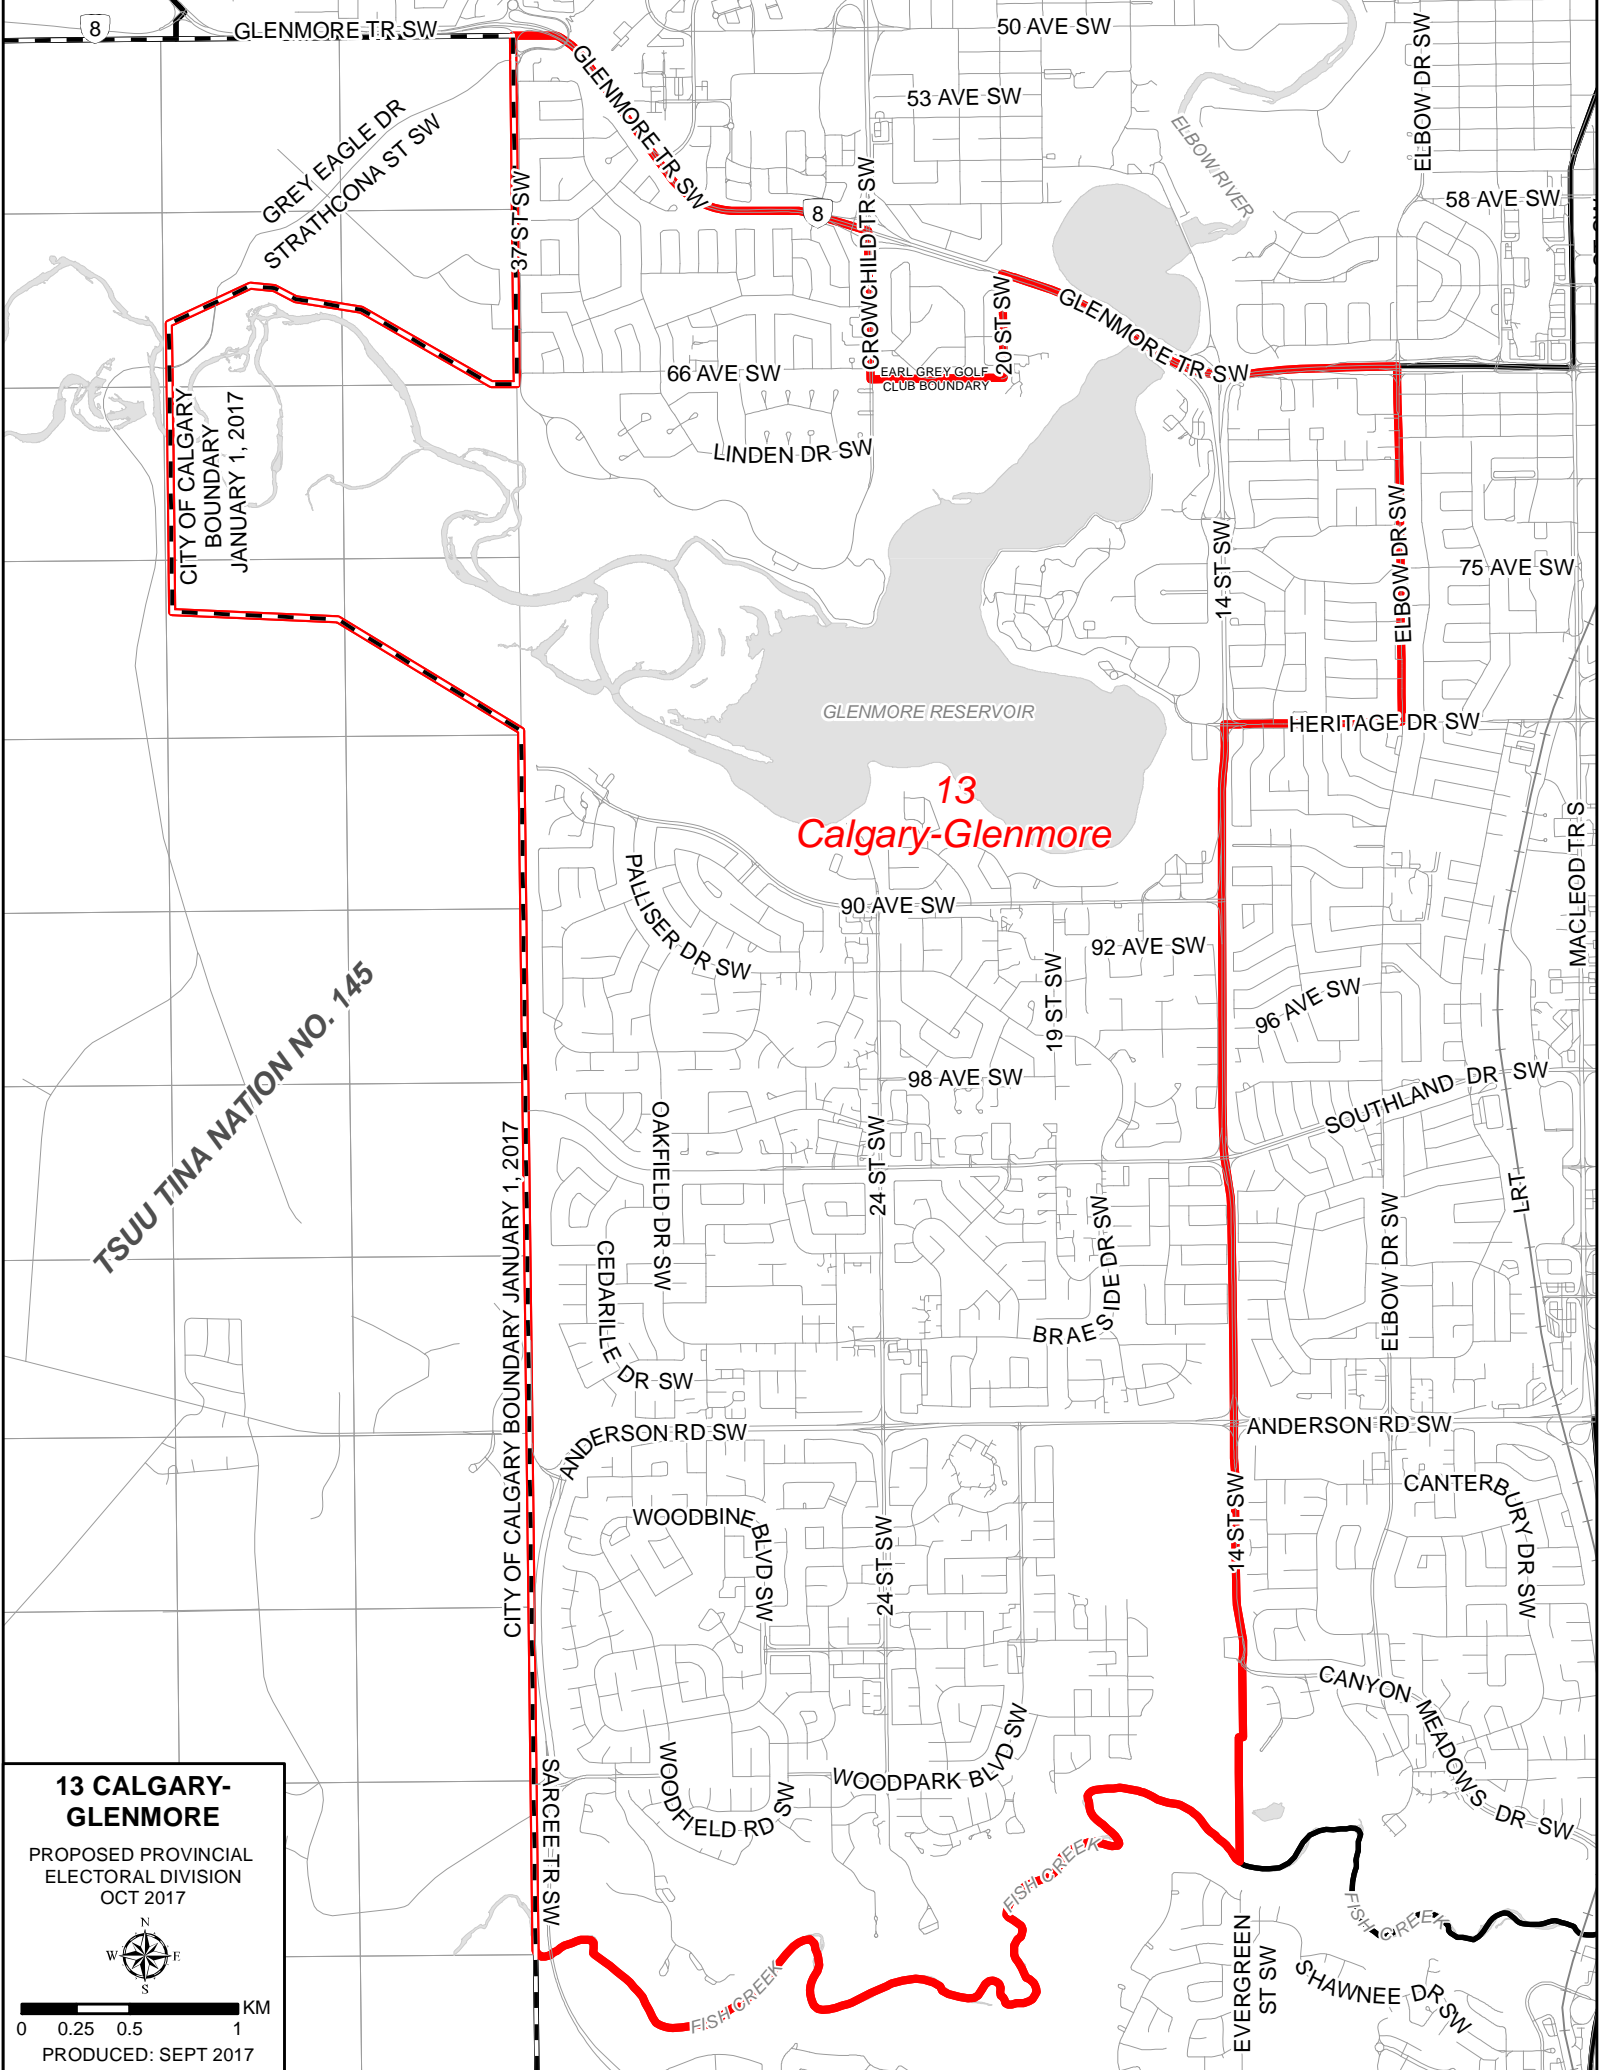 8
GLENMORE TR SW
50 AVE SW
ELBOW DR SW
GLENMORE TR SW
53 AVE SW
GREY EAGLE DR
STRATHCONA ST SW
ELBOW RIVER
37 ST SW
CROWCHILD TR SW
58 AVE SW
8
20 ST SW
GLENMORE TR SW
66 AVE SW
EARL GREY GOLF
CLUB BOUNDARY
CITY OF CALGARY
BOUNDARY
JANUARY 1, 2017
LINDEN DR SW
14 ST SW
ELBOW DR SW
75 AVE SW
GLENMORE RESERVOIR
HERITAGE DR SW
13
Calgary-Glenmore
MACLEOD TR S
PALLISER DR SW
90 AVE SW
92 AVE SW
19 ST SW
96 AVE SW
TSUU TINA NATION NO. 145
98 AVE SW
SOUTHLAND DR SW
OAKFIELD DR SW
24 ST SW
CITY OF CALGARY BOUNDARY JANUARY 1, 2017
LRT
BRAESIDE DR SW
ELBOW DR SW
CEDARILLE DR SW
ANDERSON RD SW
ANDERSON RD SW
CANTERBURY DR SW
WOODBINE BLVD SW
24 ST SW
14 ST SW
CANYON MEADOWS DR SW
WOODFIELD RD SW
WOODPARK BLVD SW
SARCEE TR SW
FISH CREEK
FISH CREEK
FISH CREEK
EVERGREEN
ST SW
SHAWNEE DR SW
13 CALGARY-
GLENMORE
PROPOSED PROVINCIAL
ELECTORAL DIVISION
OCT 2017
N
W E
S
KM
0 0.25 0.5 1
PRODUCED: SEPT 2017